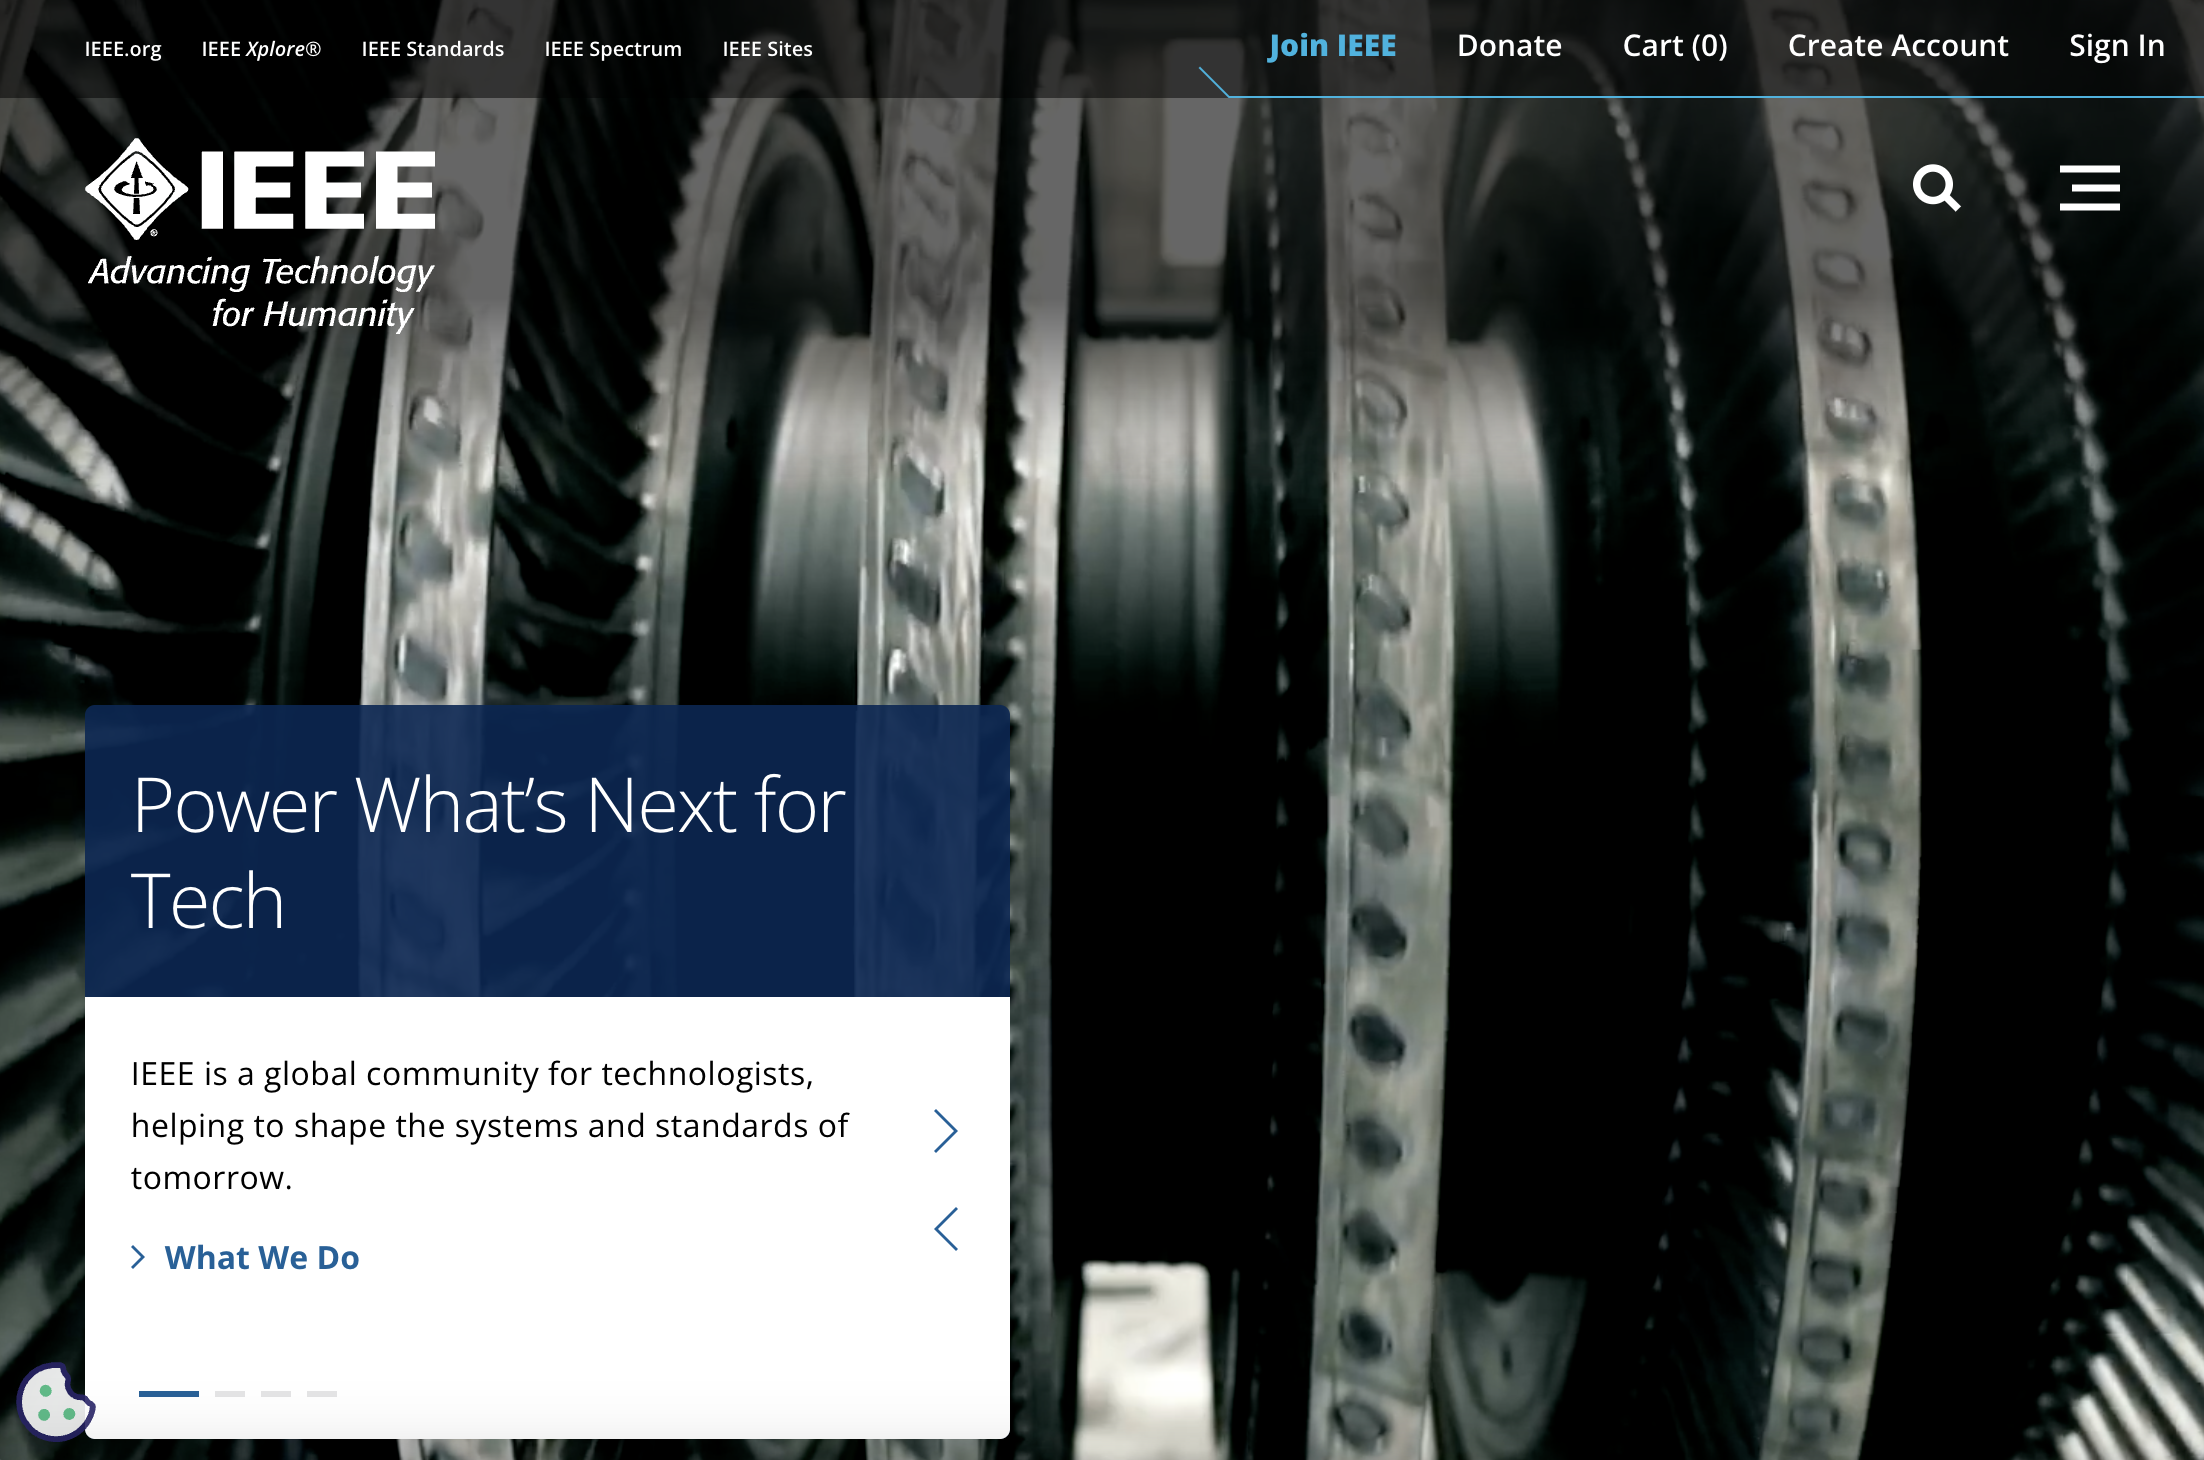 IEEE.org IEEE Xplore® IEEE Standards IEEE Spectrum IEEE Sites Join IEEE Donate Cart (0) Create Account Sign In
IEEE
®
Advancing Technology
for Humanity
Power What’s Next for
Tech
IEEE is a global community for technologists,
helping to shape the systems and standards of
tomorrow.
What We Do